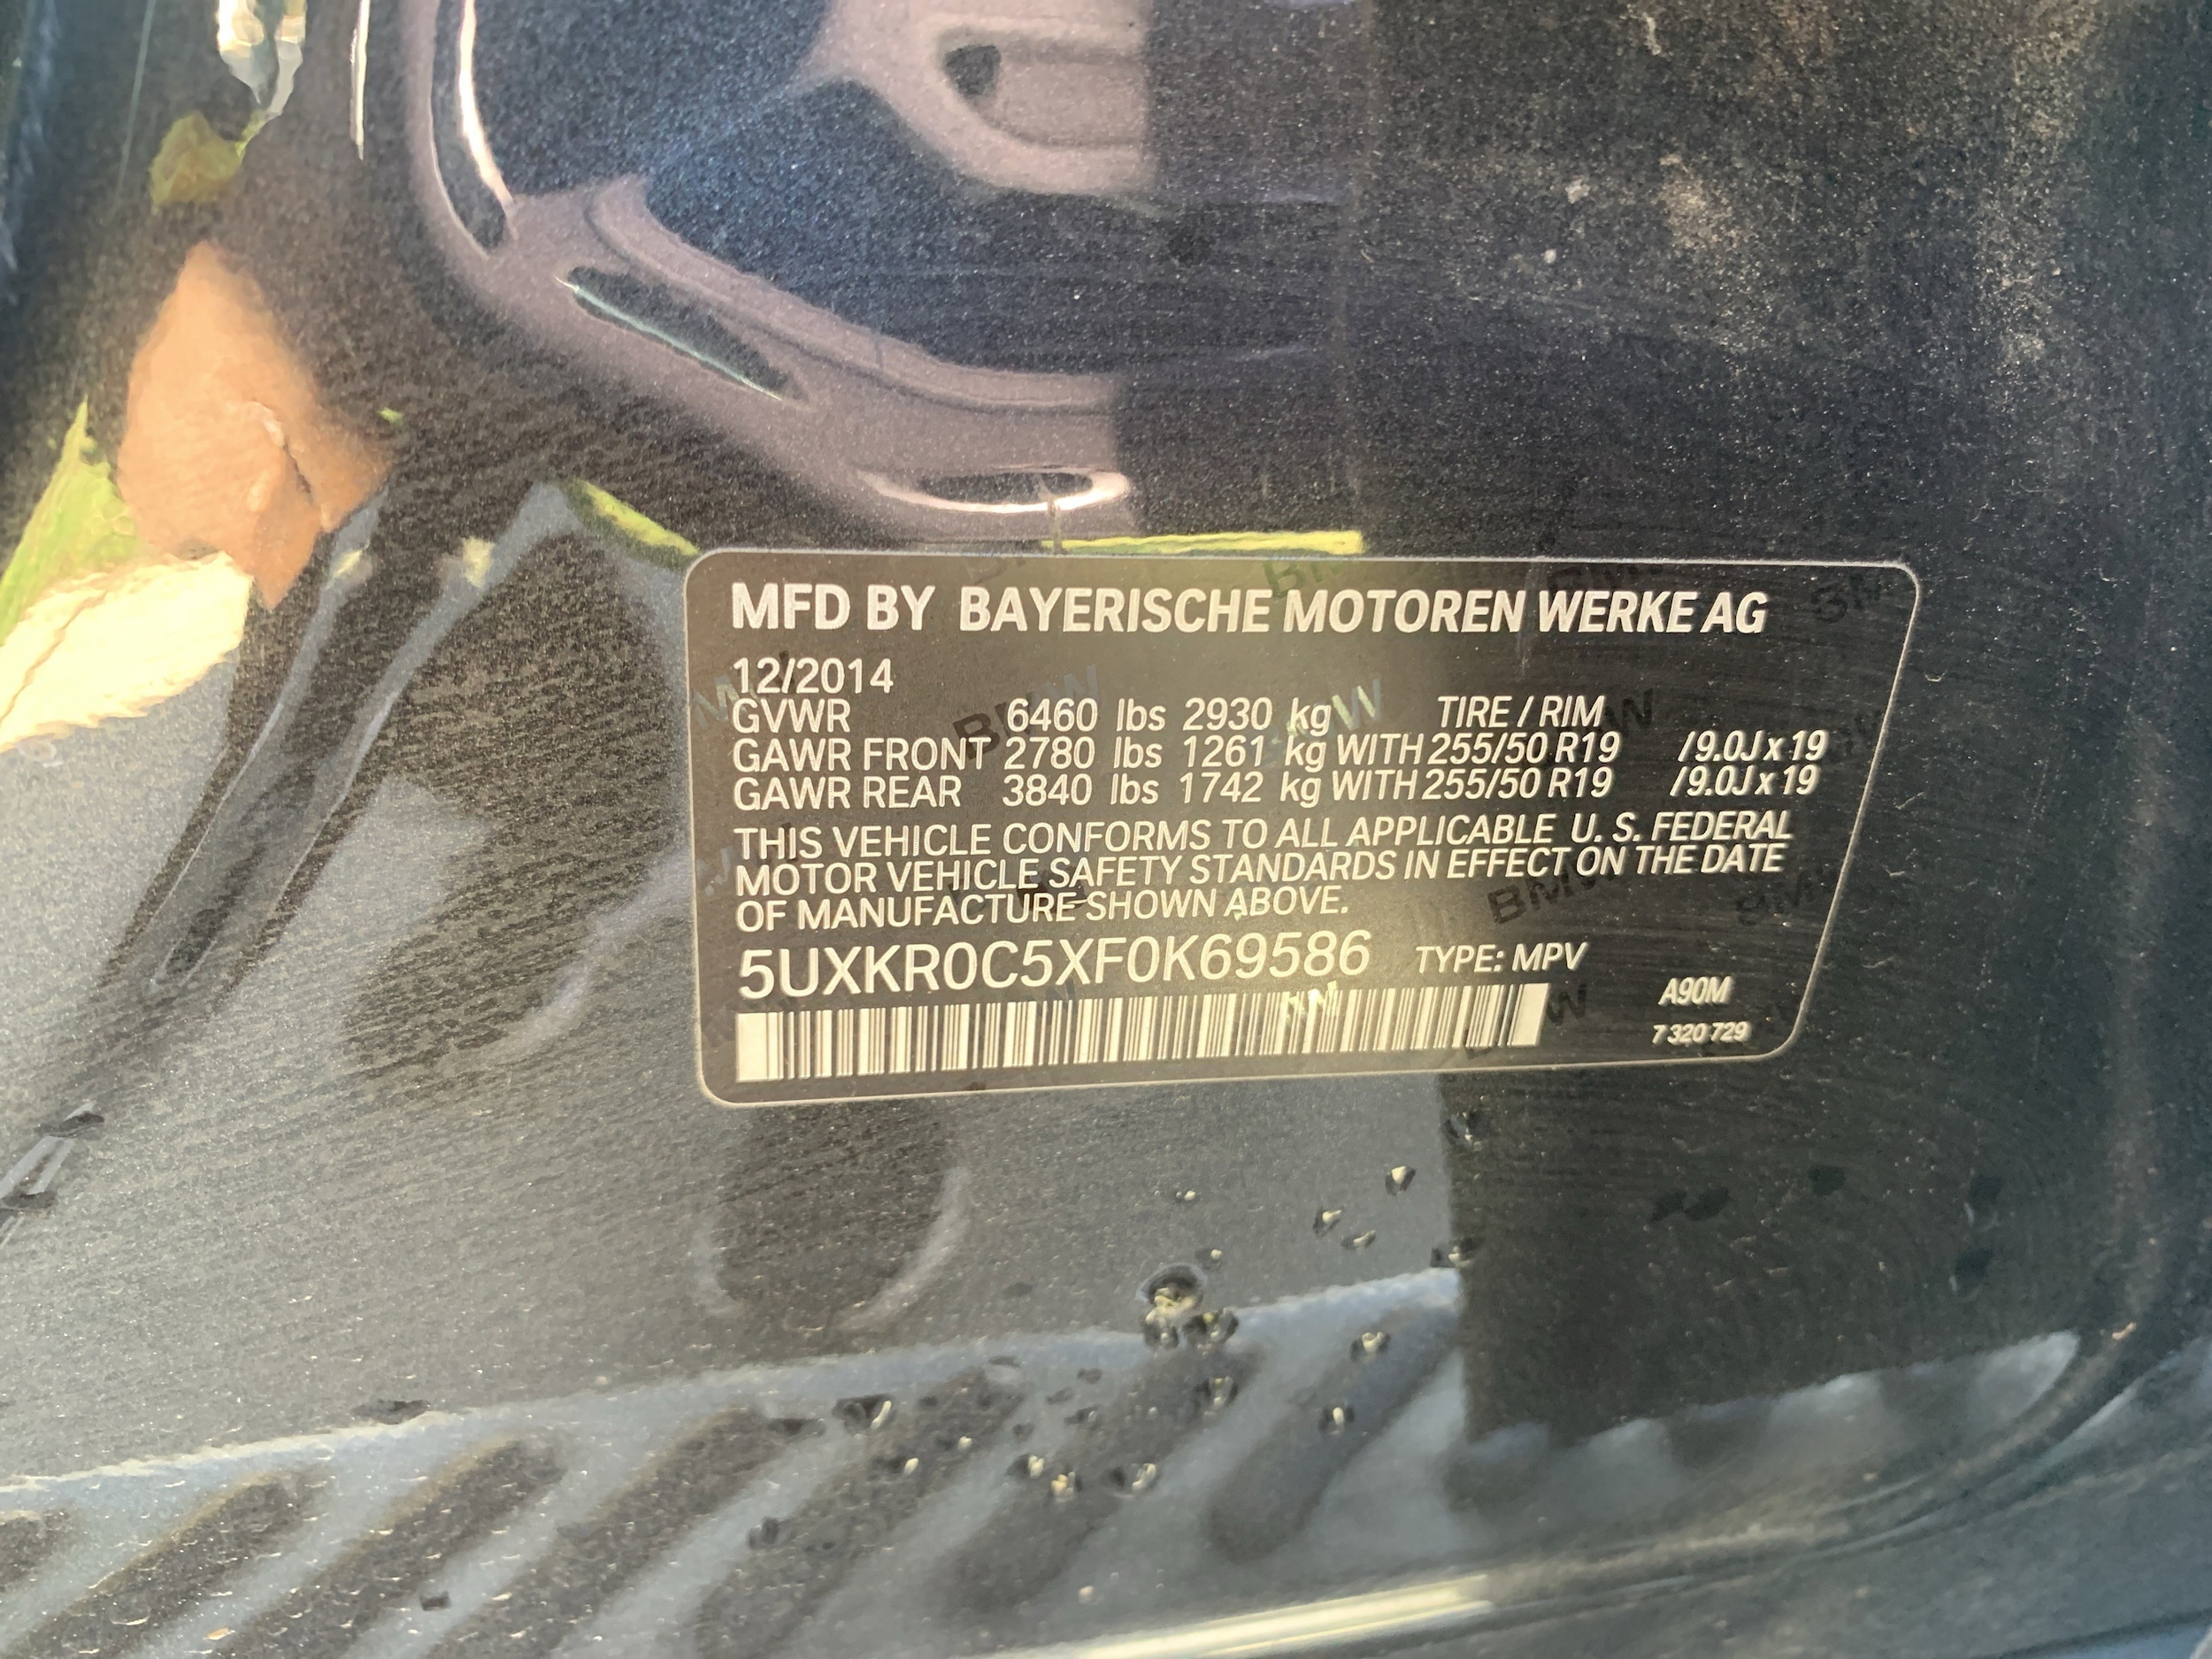 MFD BY BAYERISCHE MOTOREN WERKE AG
12/2014
GVWR 6460 lbs 2930 kg TIRE / RIM
GAWR FRONT 2780 lbs 1261 kg WITH 255/50 R19 /9.0J x 19
GAWR REAR 3840 lbs 1742 kg WITH 255/50 R19 /9.0J x 19
THIS VEHICLE CONFORMS TO ALL APPLICABLE U. S. FEDERAL
MOTOR VEHICLE SAFETY STANDARDS IN EFFECT ON THE DATE
OF MANUFACTURE SHOWN ABOVE.
5UXKR0C5XF0K69586 TYPE: MPV
A90M
7 320 729